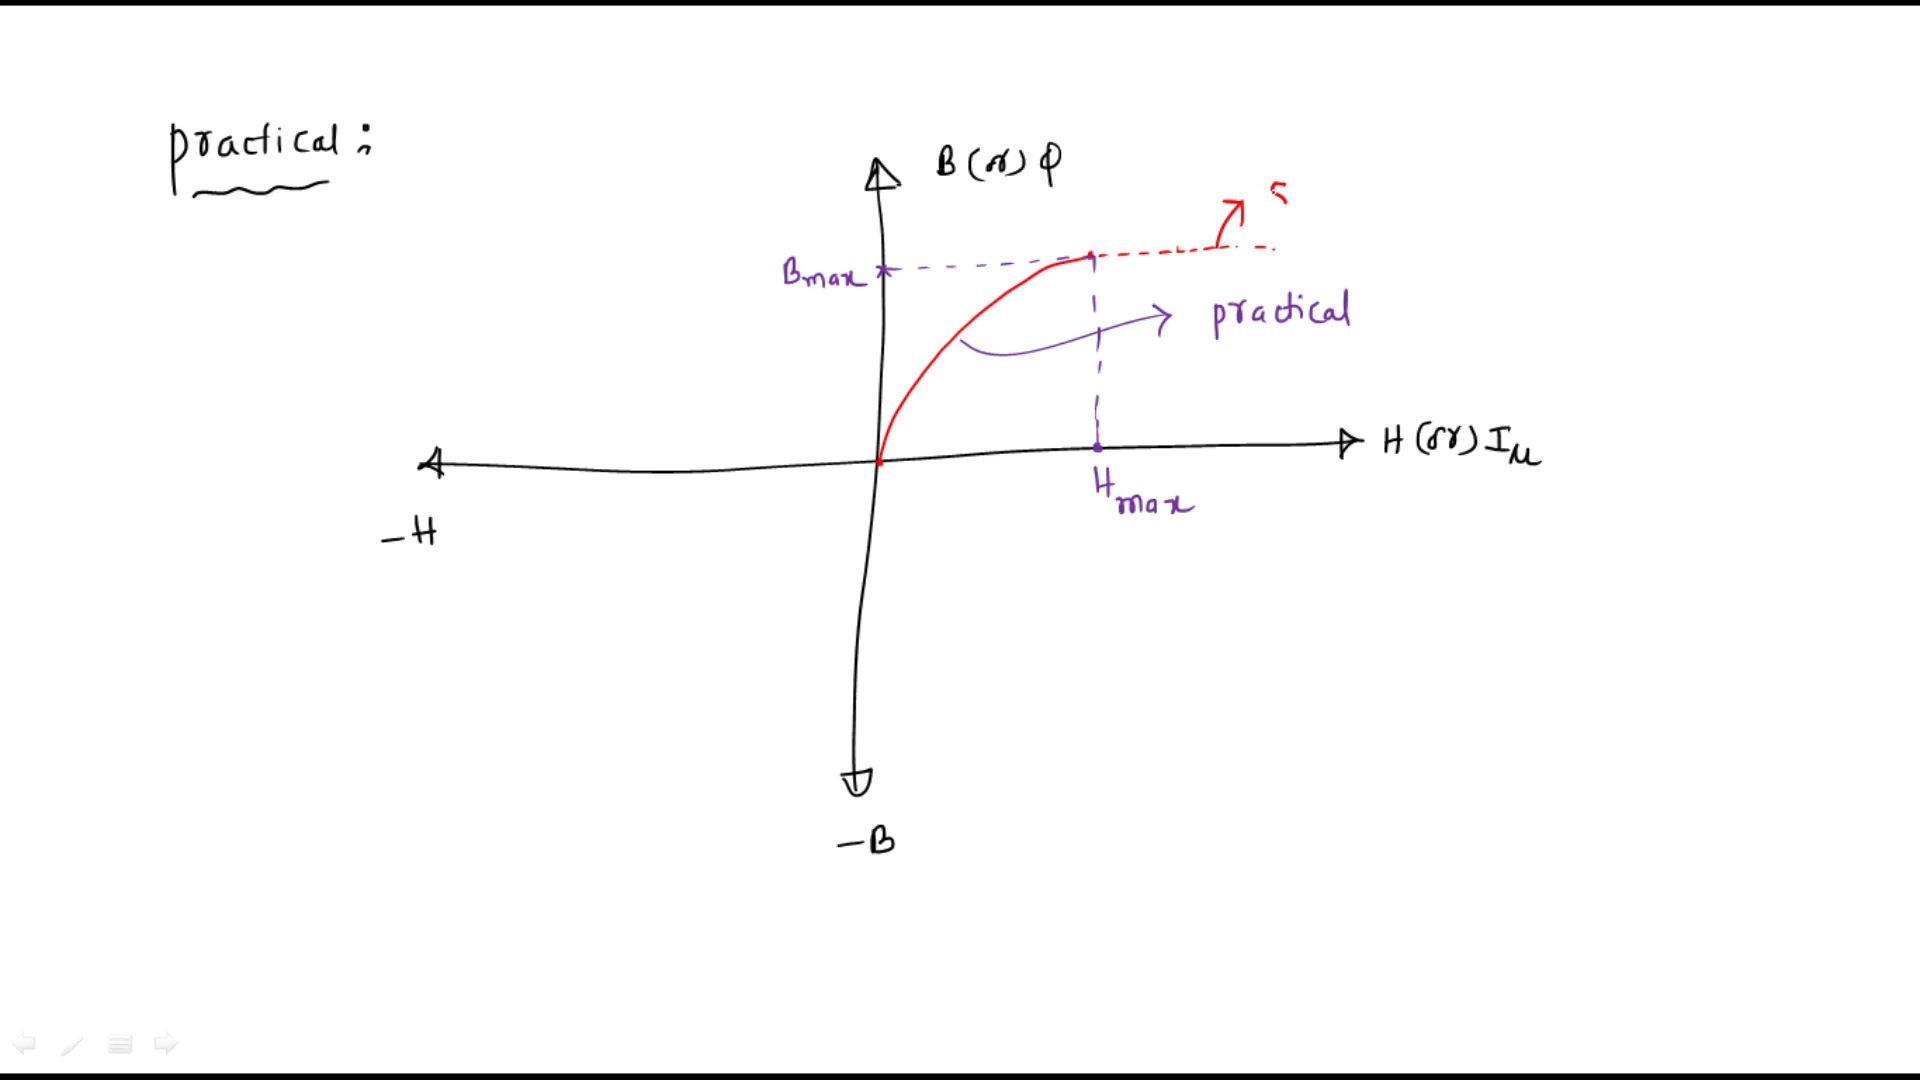 practical :
B (or) φ
s
Bmax
practical
H (or) Iμ
Hmax
-H
-B